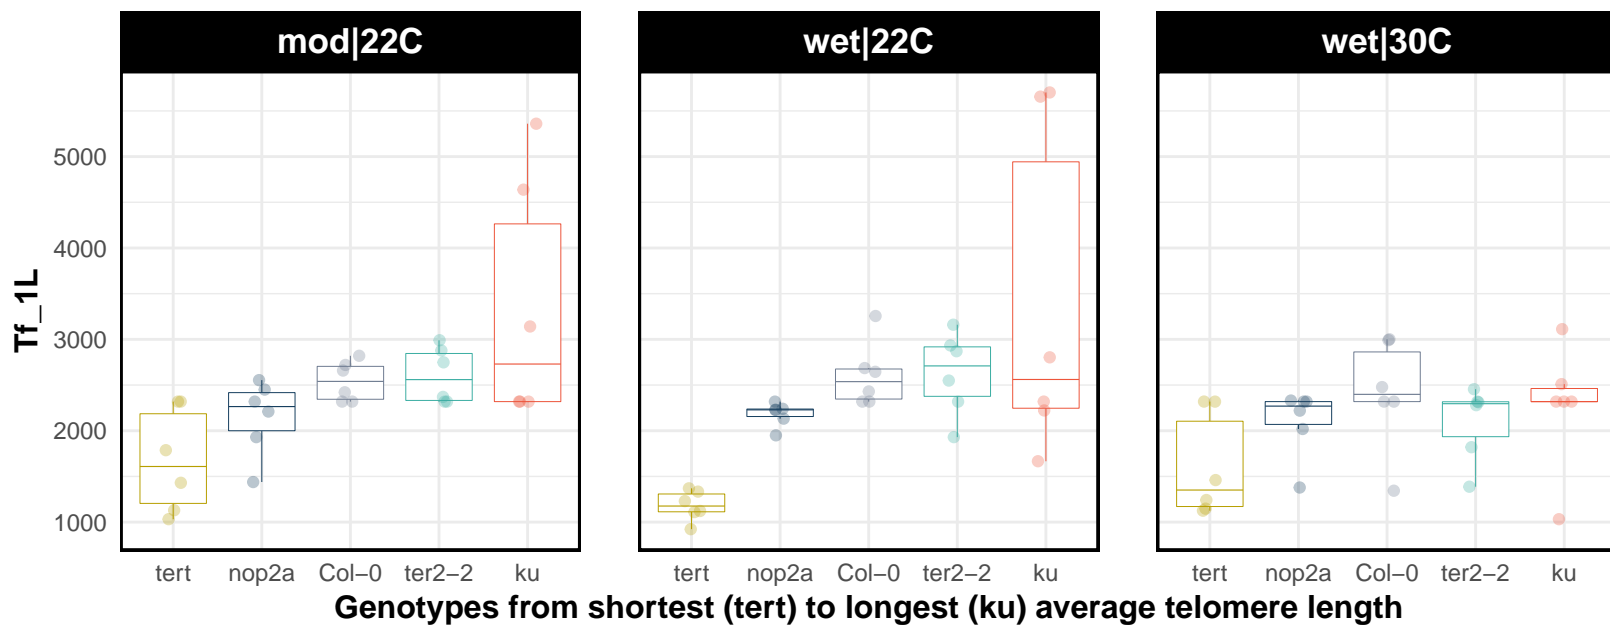 mod|22C
wet|22C
wet|30C
Tf_1L
5000
4000
3000
2000
1000
tert nop2a Col−0 ter2−2 ku
tert nop2a Col−0 ter2−2 ku
tert nop2a Col−0 ter2−2 ku
Genotypes from shortest (tert) to longest (ku) average telomere length